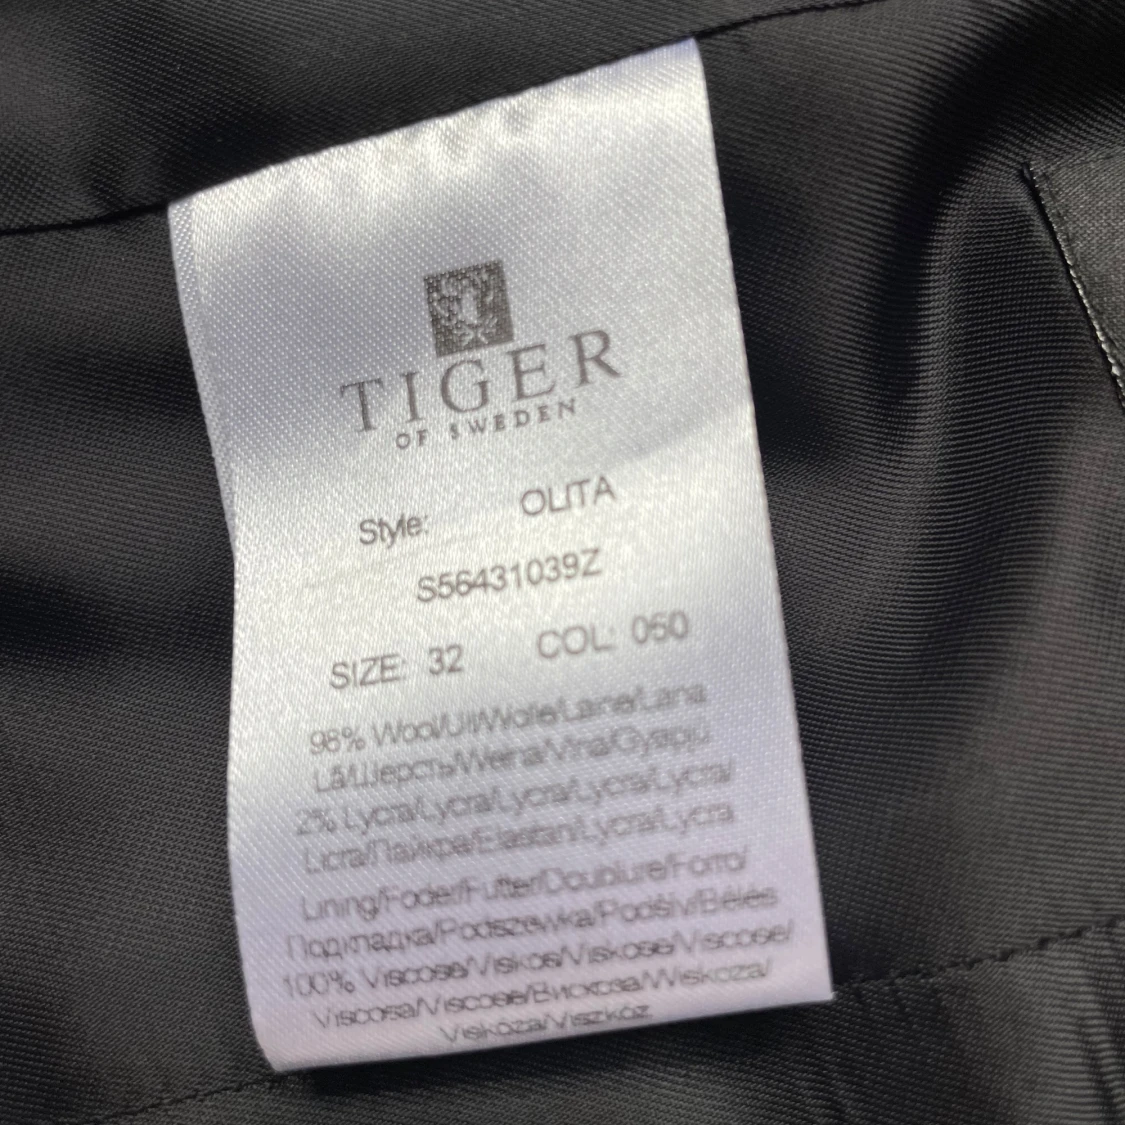 TIGER
OF SWEDEN
Style: OLITA
S56431039Z
SIZE: 32 COL: 050
98% Wool/Ull/Wolle/Laine/Lana
Lã/Шерсть/Wełna/Vlna/Gyapjú
2% Lycra/Lycra/Lycra/Lycra/Lycra/
Licra/Лайкра/Elastan/Lycra/Lycra
Lining/Foder/Futter/Doublure/Forro/
Подкладка/Podszewka/Podšív/Bélés
100% Viscose/Viskos/Viskose/Viscose/
Viscosa/Viscose/Вискоза/Wiskoza/
Viskóza/Viszkóz